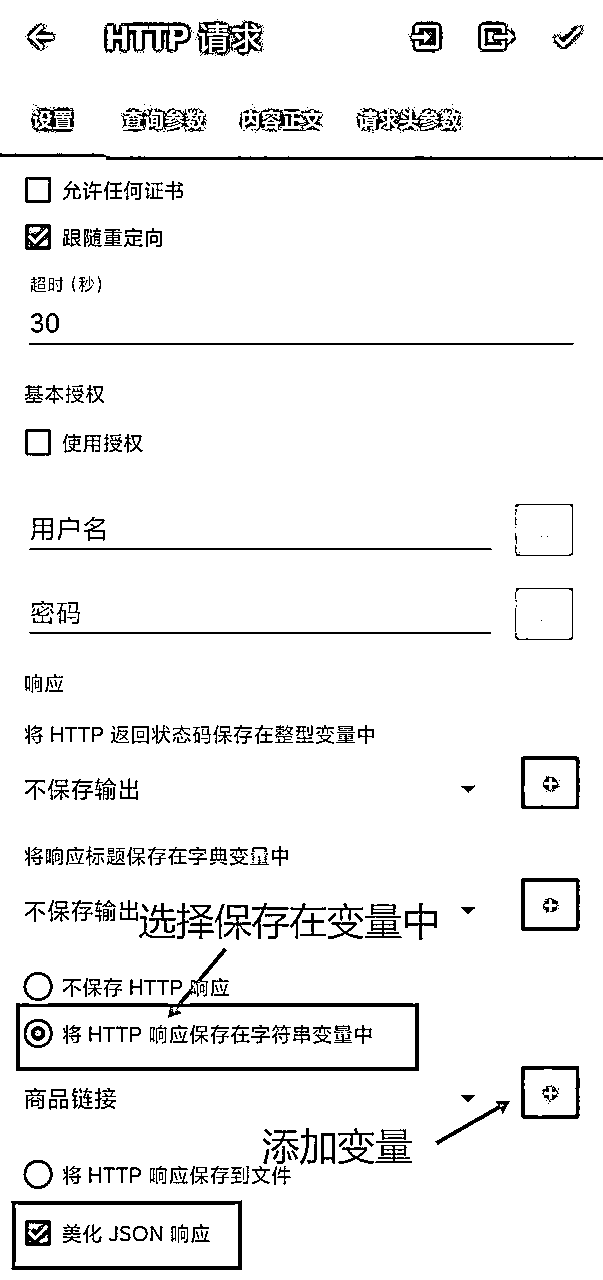 HTTP 请求
设置 查询参数 内容正文 请求头参数
允许任何证书
跟随重定向
超时 (秒)
30
基本授权
使用授权
用户名
密码
响应
将 HTTP 返回状态码保存在整型变量中
不保存输出
将响应标题保存在字典变量中
不保存输出
选择保存在变量中
不保存 HTTP 响应
将 HTTP 响应保存在字符串变量中
商品链接
添加变量
将 HTTP 响应保存到文件
美化 JSON 响应